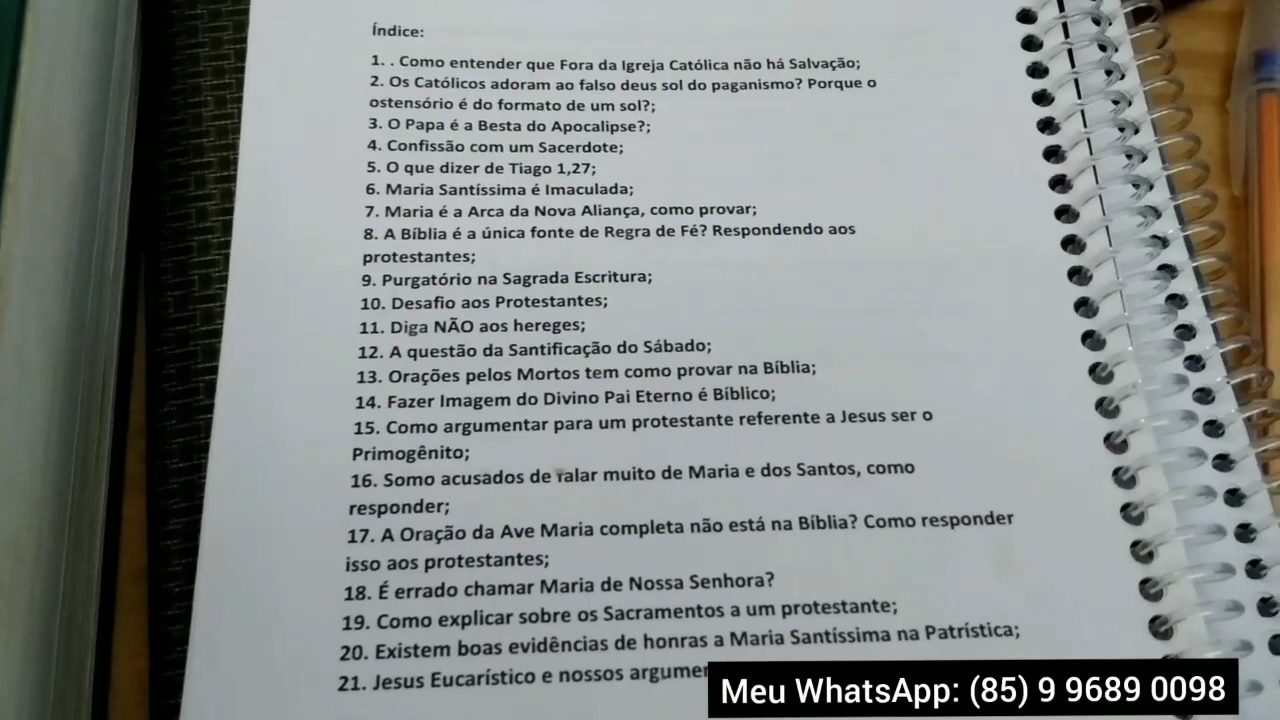 Índice:
1. . Como entender que Fora da Igreja Católica não há Salvação;
2. Os Católicos adoram ao falso deus sol do paganismo? Porque o
ostensório é do formato de um sol?;
3. O Papa é a Besta do Apocalipse?;
4. Confissão com um Sacerdote;
5. O que dizer de Tiago 1,27;
6. Maria Santíssima é Imaculada;
7. Maria é a Arca da Nova Aliança, como provar;
8. A Bíblia é a única fonte de Regra de Fé? Respondendo aos
protestantes;
9. Purgatório na Sagrada Escritura;
10. Desafio aos Protestantes;
11. Diga NÃO aos hereges;
12. A questão da Santificação do Sábado;
13. Orações pelos Mortos tem como provar na Bíblia;
14. Fazer Imagem do Divino Pai Eterno é Bíblico;
15. Como argumentar para um protestante referente a Jesus ser o
Primogênito;
16. Somo acusados de falar muito de Maria e dos Santos, como
responder;
17. A Oração da Ave Maria completa não está na Bíblia? Como responder
isso aos protestantes;
18. É errado chamar Maria de Nossa Senhora?
19. Como explicar sobre os Sacramentos a um protestante;
20. Existem boas evidências de honras a Maria Santíssima na Patrística;
21. Jesus Eucarístico e nossos
Meu WhatsApp: (85) 9 9689 0098